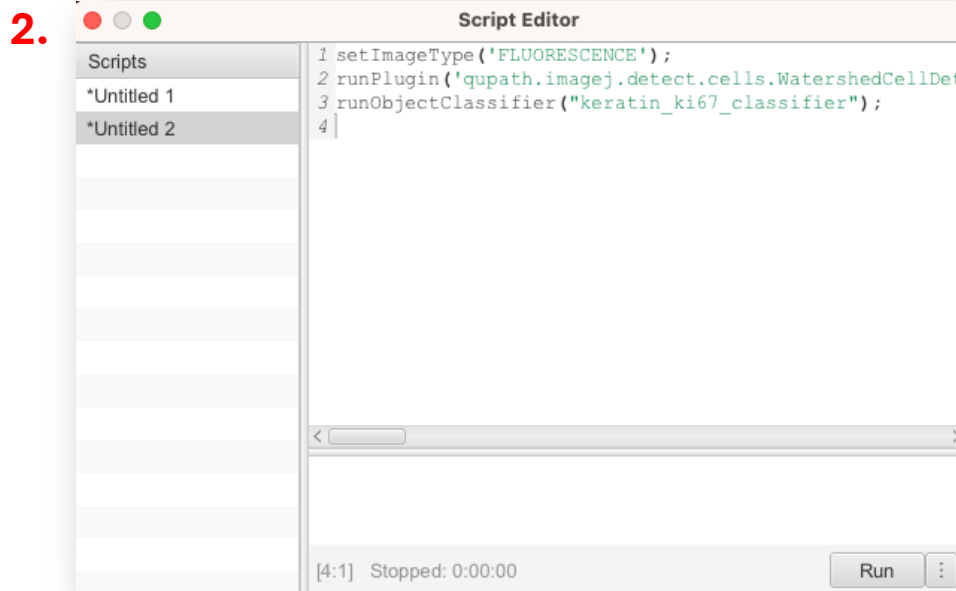 2.
Script Editor
Scripts
*Untitled 1
*Untitled 2
1 setImageType('FLUORESCENCE');
2 runPlugin('qupath.imagej.detect.cells.WatershedCellDet
3 runObjectClassifier("keratin_ki67_classifier");
4
[4:1] Stopped: 0:00:00
Run